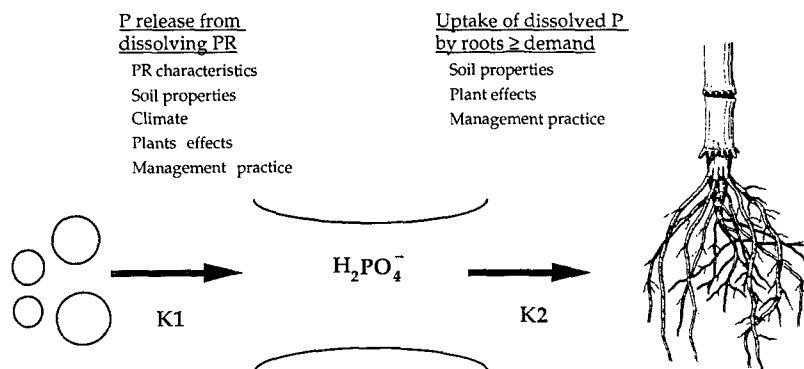 P release from
dissolving PR
PR characteristics
Soil properties
Climate
Plants effects
Management practice
Uptake of dissolved P
by roots ≥ demand
Soil properties
Plant effects
Management practice
H₂PO₄⁻
K1
K2